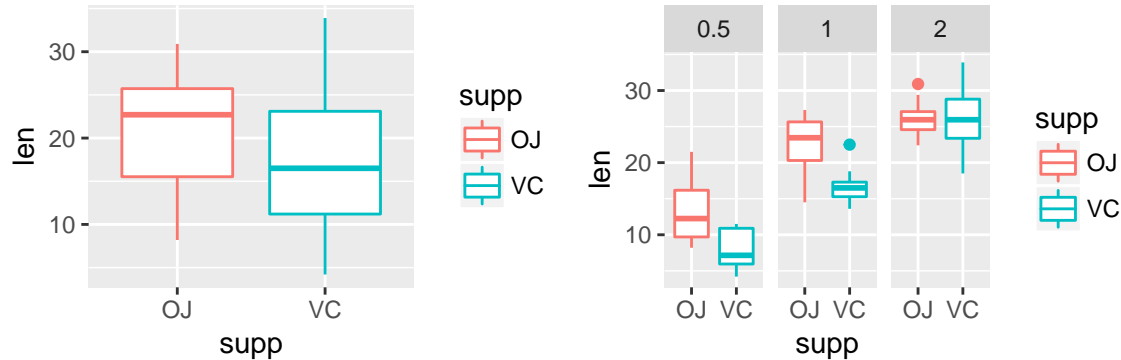 len
30
20
10
OJ VC
supp
supp
OJ
VC
0.5 1 2
len
30
20
10
OJ VC OJ VC OJ VC
supp
supp
OJ
VC